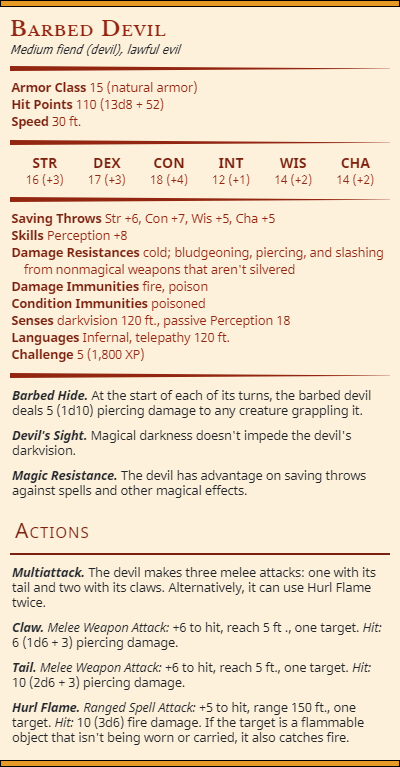 Barbed Devil
Medium fiend (devil), lawful evil
Armor Class 15 (natural armor)
Hit Points 110 (13d8 + 52)
Speed 30 ft.
STR DEX CON INT WIS CHA
16 (+3) 17 (+3) 18 (+4) 12 (+1) 14 (+2) 14 (+2)
Saving Throws Str +6, Con +7, Wis +5, Cha +5
Skills Perception +8
Damage Resistances cold; bludgeoning, piercing, and slashing
from nonmagical weapons that aren't silvered
Damage Immunities fire, poison
Condition Immunities poisoned
Senses darkvision 120 ft., passive Perception 18
Languages Infernal, telepathy 120 ft.
Challenge 5 (1,800 XP)
Barbed Hide. At the start of each of its turns, the barbed devil
deals 5 (1d10) piercing damage to any creature grappling it.
Devil's Sight. Magical darkness doesn't impede the devil's
darkvision.
Magic Resistance. The devil has advantage on saving throws
against spells and other magical effects.
Actions
Multiattack. The devil makes three melee attacks: one with its
tail and two with its claws. Alternatively, it can use Hurl Flame
twice.
Claw. Melee Weapon Attack: +6 to hit, reach 5 ft ., one target. Hit:
6 (1d6 + 3) piercing damage.
Tail. Melee Weapon Attack: +6 to hit, reach 5 ft., one target. Hit:
10 (2d6 + 3) piercing damage.
Hurl Flame. Ranged Spell Attack: +5 to hit, range 150 ft., one
target. Hit: 10 (3d6) fire damage. If the target is a flammable
object that isn't being worn or carried, it also catches fire.